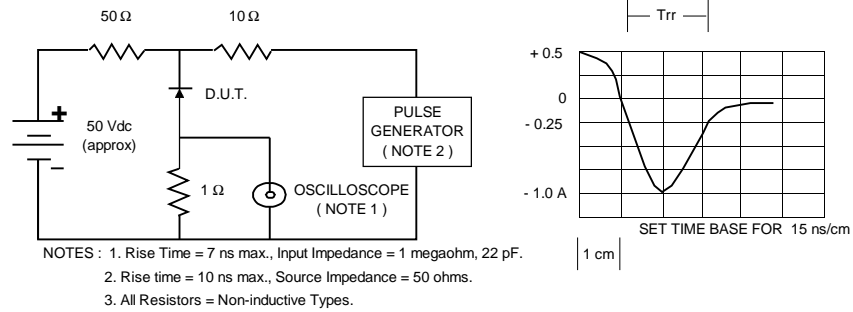 50 Ω
10 Ω
D.U.T.
+
50 Vdc
(approx)
−
1 Ω
OSCILLOSCOPE
( NOTE 1 )
PULSE
GENERATOR
( NOTE 2 )
Trr
+ 0.5
0
- 0.25
- 1.0 A
SET TIME BASE FOR 15 ns/cm
1 cm
NOTES : 1. Rise Time = 7 ns max., Input Impedance = 1 megaohm, 22 pF.
2. Rise time = 10 ns max., Source Impedance = 50 ohms.
3. All Resistors = Non-inductive Types.